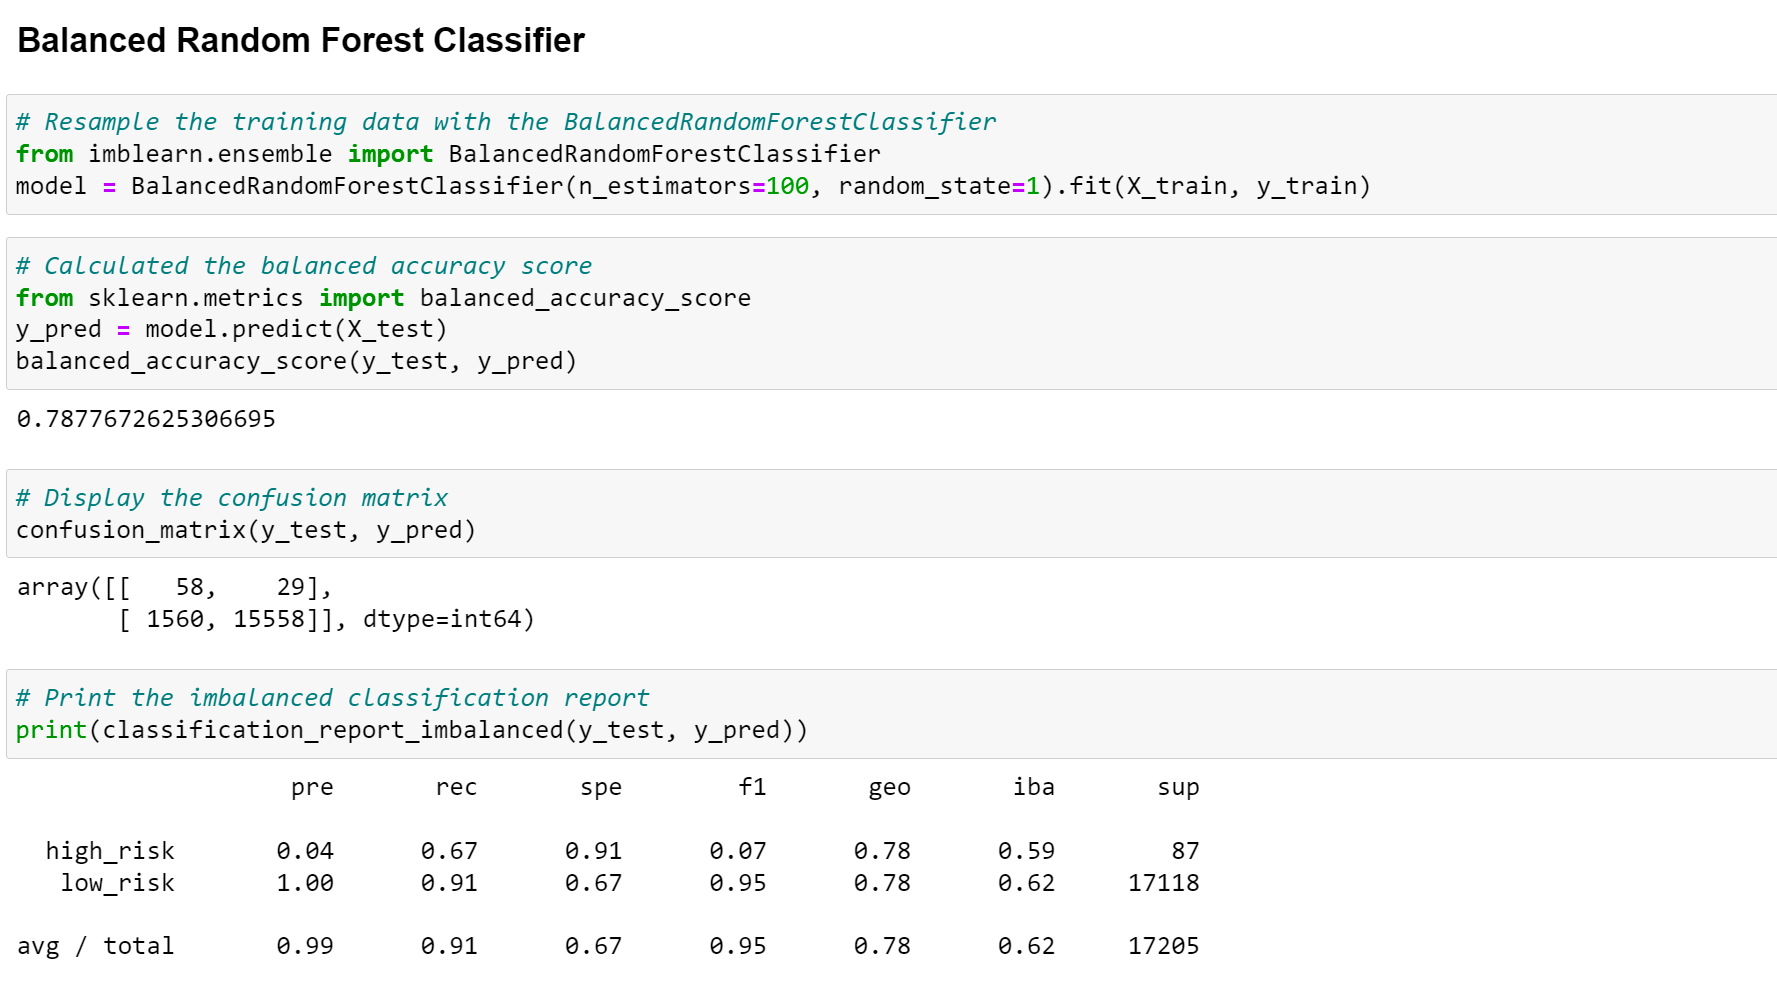 Balanced Random Forest Classifier
# Resample the training data with the BalancedRandomForestClassifier
from imblearn.ensemble import BalancedRandomForestClassifier
model = BalancedRandomForestClassifier(n_estimators=100, random_state=1).fit(X_train, y_train)
# Calculated the balanced accuracy score
from sklearn.metrics import balanced_accuracy_score
y_pred = model.predict(X_test)
balanced_accuracy_score(y_test, y_pred)
0.7877672625306695
# Display the confusion matrix
confusion_matrix(y_test, y_pred)
array([[   58,    29],
       [ 1560, 15558]], dtype=int64)
# Print the imbalanced classification report
print(classification_report_imbalanced(y_test, y_pred))
                   pre       rec       spe        f1       geo       iba       sup
  high_risk       0.04      0.67      0.91      0.07      0.78      0.59        87
   low_risk       1.00      0.91      0.67      0.95      0.78      0.62     17118
avg / total       0.99      0.91      0.67      0.95      0.78      0.62     17205